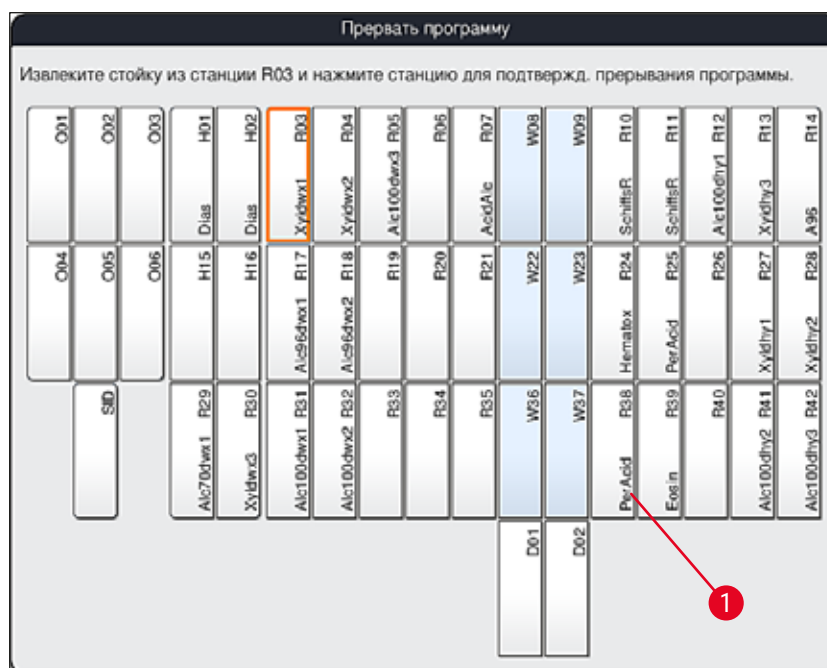 Прервать программу
Извлеките стойку из станции R03 и нажмите станцию для подтвержд. прерывания программы.
O01
O02
O03
Dias H01
Dias H02
Xyldwx1 R03
Xyldwx2 R04
Alc100dwx3 R05
R06
AcidAlc R07
W08
W09
SchiffsR R10
SchiffsR R11
Alc100dhy1 R12
Xyldhy3 R13
A96 R14
O04
O05
O06
H15
H16
Alc96dwx1 R17
Alc96dwx2 R18
R19
R20
R21
W22
W23
Hematox R24
PerAcid R25
R26
Xyldhy1 R27
Xyldhy2 R28
SID
Alc70dwx1 R29
Xyldwx3 R30
Alc100dwx1 R31
Alc100dwx2 R32
R33
R34
R35
W36
W37
PerAcid R38
Eosin R39
R40
Alc100dhy2 R41
Alc100dhy3 R42
D01
D02
1